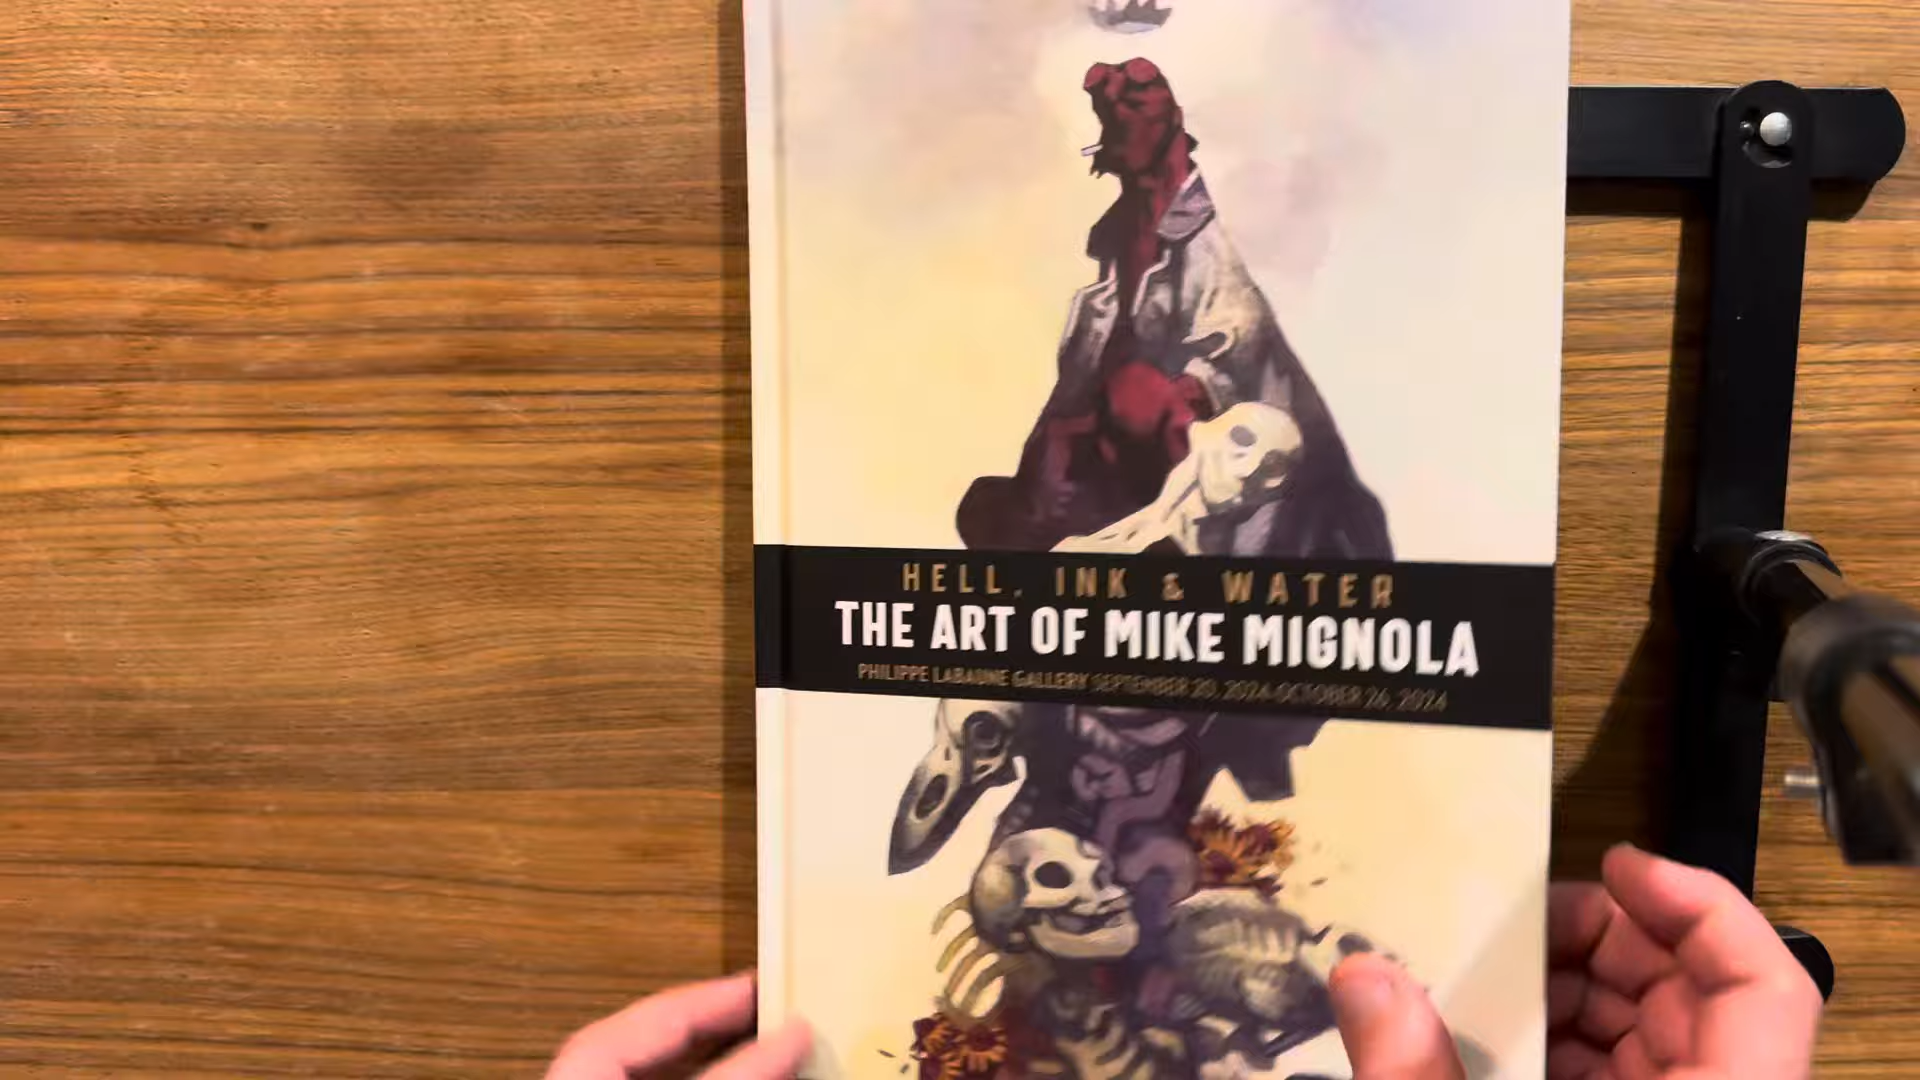 HELL, INK & WATER
THE ART OF MIKE MIGNOLA
PHILIPPE LABAUNE GALLERY SEPTEMBER 20, 2024-OCTOBER 26, 2024